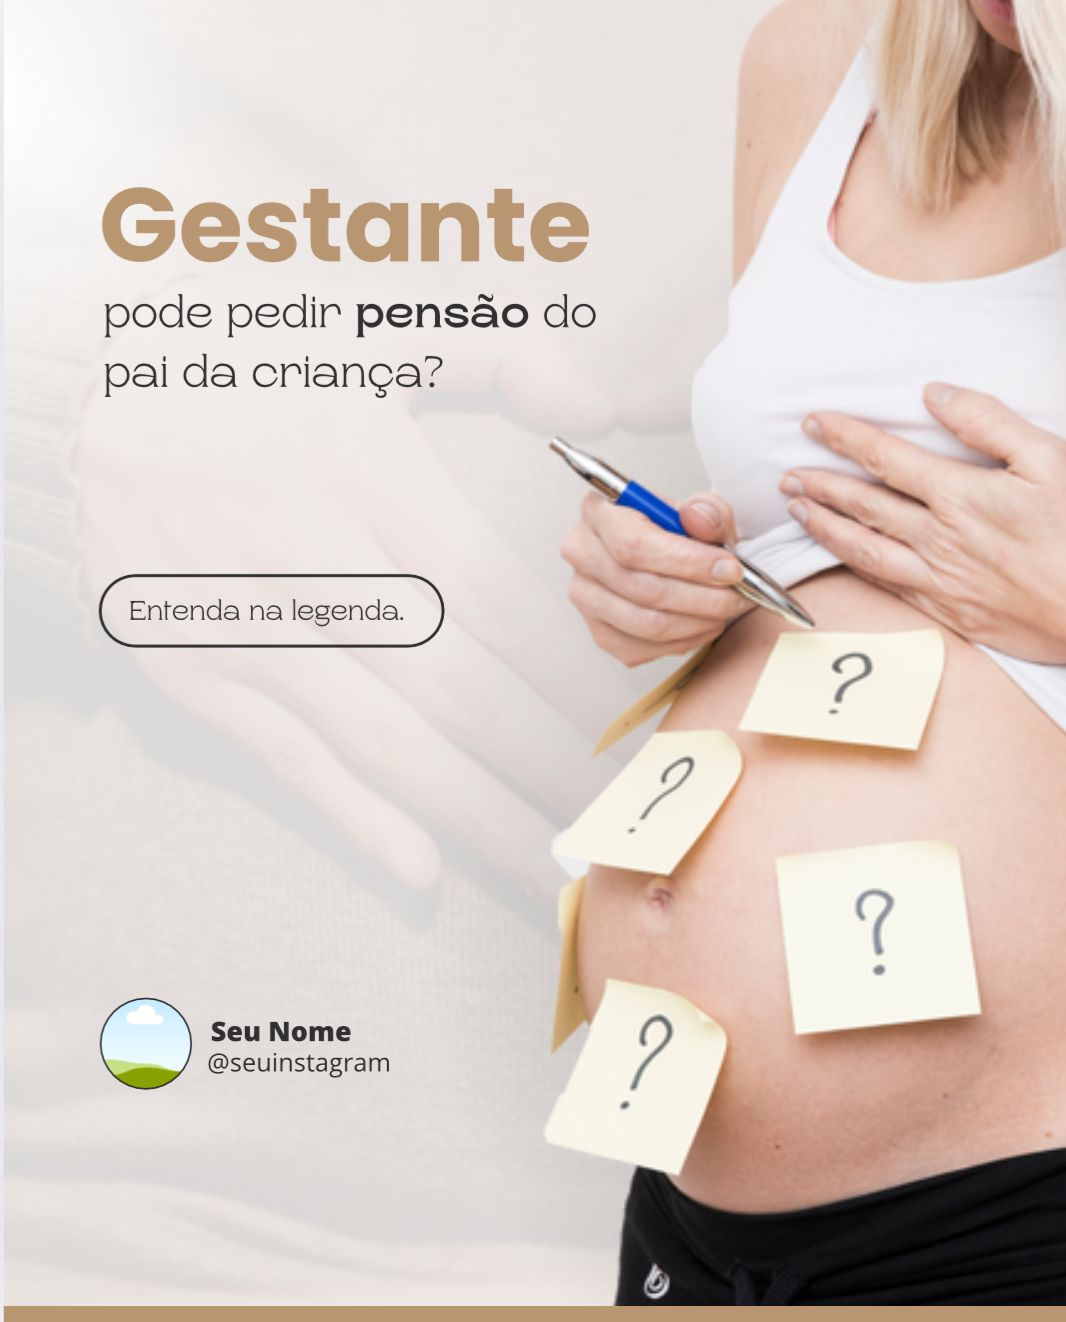 Gestante
pode pedir pensão do
pai da criança?
Entenda na legenda.
?
?
?
?
Seu Nome
@seuinstagram